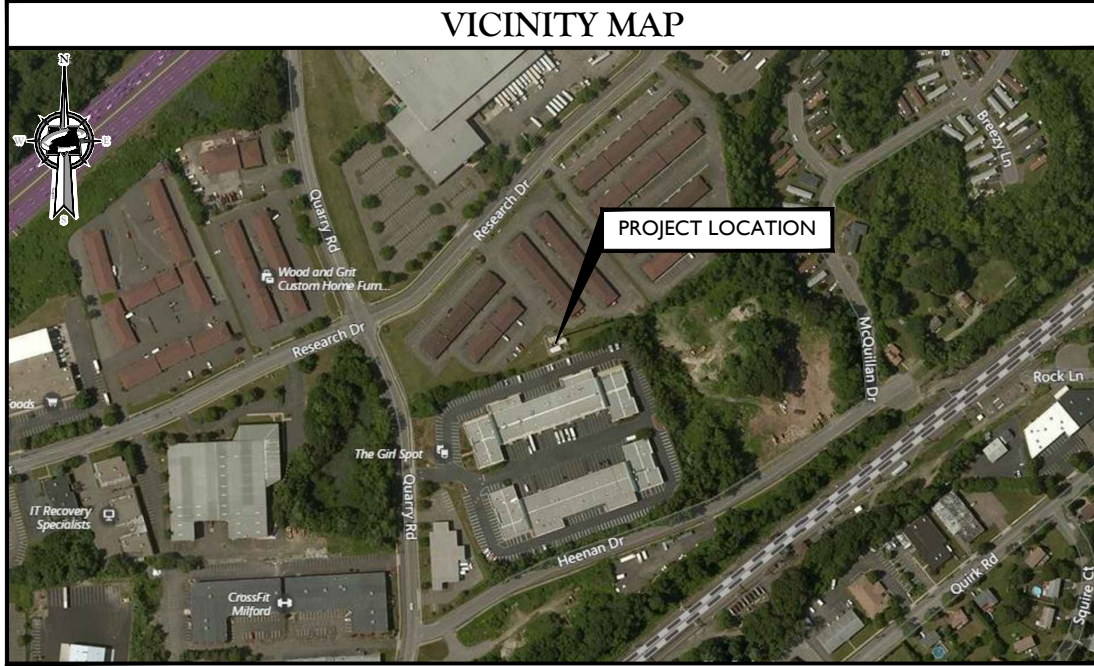 VICINITY MAP
N
W E
S
Breezy Ln
Quarry Rd
Research Dr
PROJECT LOCATION
Wood and Grit
Custom Home Furn...
Research Dr
McQuillan Dr
Rock Ln
The Girl Spot
Quarry Rd
IT Recovery
Specialists
Heenan Dr
Quirk Rd
CrossFit
Milford
Squire Ct